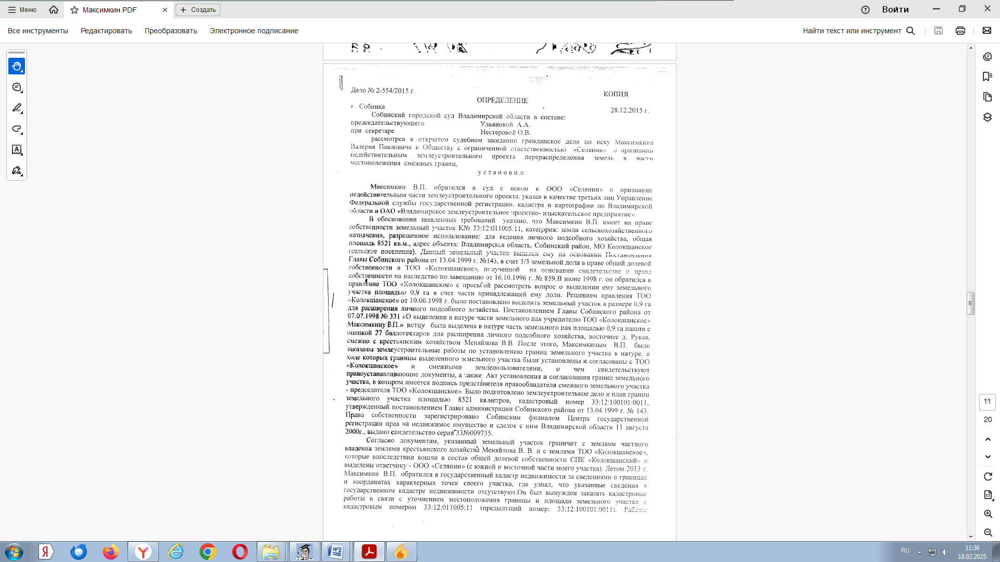 Меню
Максимкин.PDF
Создать
Войти
Все инструменты
Редактировать
Преобразовать
Электронное подписание
Найти текст или инструмент
Дело № 2-554/2015 г.
КОПИЯ
ОПРЕДЕЛЕНИЕ
г. Собинка
28.12.2015 г.
Собинский городской суд Владимирской области в составе:
председательствующего Ульяновой А.А.
при секретаре Нестеровой О.В.
рассмотрев в открытом судебном заседании гражданское дело по иску Максимкина
Валерия Павловича к Обществу с ограниченной ответственностью «Селянин» о признании
недействительным землеустроительного проекта перераспределения земель в части
местоположения смежных границ,
у с т а н о в и л:
Максимкин В.П. обратился в суд с иском к ООО «Селянин» о признании
недействительным части землеустроительного проекта, указав в качестве третьих лиц Управление
Федеральной службы государственной регистрации, кадастра и картографии по Владимирской
области и ОАО «Владимирское землеустроительное проектно- изыскательское предприятие».
В обосновании заявленных требований указано, что Максимкин В.П. имеет на праве
собственности земельный участок К№ 33:12:011005:11, категория: земли сельскохозяйственного
назначения, разрешенное использование: для ведения личного подсобного хозяйства, общая
площадь 8521 кв.м., адрес объекта: Владимирская область, Собинский район, МО Колокшанское
(сельское поселение). Данный земельный участок выделен ему на основании Постановления
Главы Собинского района от 13.04.1999 г. №143, в счет 1/3 земельной доли в праве общей долевой
собственности в ТОО «Колокшанское», полученной на основании свидетельства о праве
собственности на наследство по завещанию от 16.10.1996 г. № 859.В июне 1998 г. он обратился в
правление ТОО «Колокшанское» с просьбой рассмотреть вопрос о выделении ему земельного
участка площадью 0,9 га в счет части принадлежащей ему доли. Решением правления ТОО
«Колокшанское» от 10.06.1998 г. было постановлено выделить земельный участок в размере 0,9 га
для расширения личного подсобного хозяйства. Постановлением Главы Собинского района от
07.07.1998 № 331 «О выделении в натуре части земельного пая учредителю ТОО «Колокшанское»
Максимкину В.П.» истцу была выделена в натуре часть земельного пая площадью 0,9 га пашни с
оценкой 27 баллогектаров для расширения личного подсобного хозяйства, восточнее д. Рукав,
смежно с крестьянским хозяйством Меняйлова В.В. После этого, Максимкиным В.П. были
заказаны землеустроительные работы по установлению границ земельного участка в натуре, в
ходе которых границы выделенного земельного участка были установлены и согласованы с ТОО
«Колокшанское» и смежными землепользователями, о чем свидетельствуют
правоустанавливающие документы, а также Акт установления и согласования границ земельного
участка, в котором имеется подпись представителя правообладателя смежного земельного участка
- председателя ТОО «Колокшанское». Было подготовлено землеустроительное дело и план границ
земельного участка площадью 8521 кв.метров, кадастровый номер 33:12:100101:0011,
утвержденный постановлением Главы администрации Собинского района от 13.04.1999 г. № 143.
Право собственности зарегистрировано Собинским филиалом Центра государственной
регистрации прав на недвижимое имущество и сделок с ним Владимирской области 11 августа
2000г., выдано свидетельство серия 33№009735.
Согласно документам, указанный земельный участок граничит с землями частного
владения землями крестьянского хозяйства Меняйлова В. В. и с землями ТОО «Колокшанское»,
которые впоследствии вошли в состав общей долевой собственности СПК «Колокшанский» и
выделены ответчику - ООО «Селянин» (с южной и восточной части моего участка). Летом 2013 г.
Максимкин В.П. обратился в государственный кадастр недвижимости за сведениями о границах
и координатах характерных точек своего участка, где узнал, что указанные сведения в
государственном кадастре недвижимости отсутствуют.Он был вынужден заказать кадастровые
работы в связи с уточнением местоположения границы и площади земельного участка с
кадастровым номером 33:12:011005:11 (предыдущий номер: 33:12:100101:0011). Работы
11
20
RU
11:36
18.02.2025